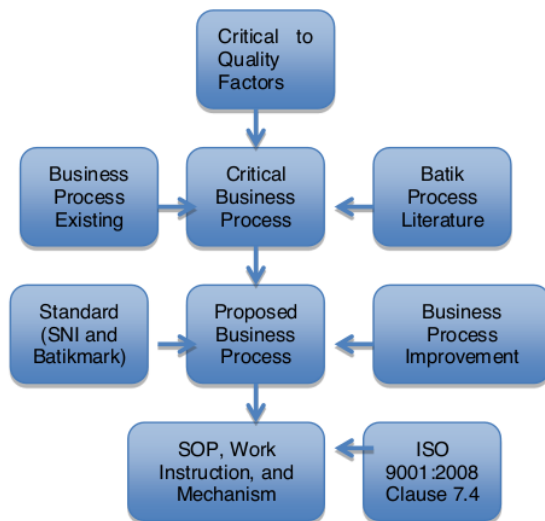 Critical to
Quality
Factors
Business
Process
Existing
Critical
Business
Process
Batik
Process
Literature
Standard
(SNI and
Batikmark)
Proposed
Business
Process
Business
Process
Improvement
SOP, Work
Instruction, and
Mechanism
ISO
9001:2008
Clause 7.4